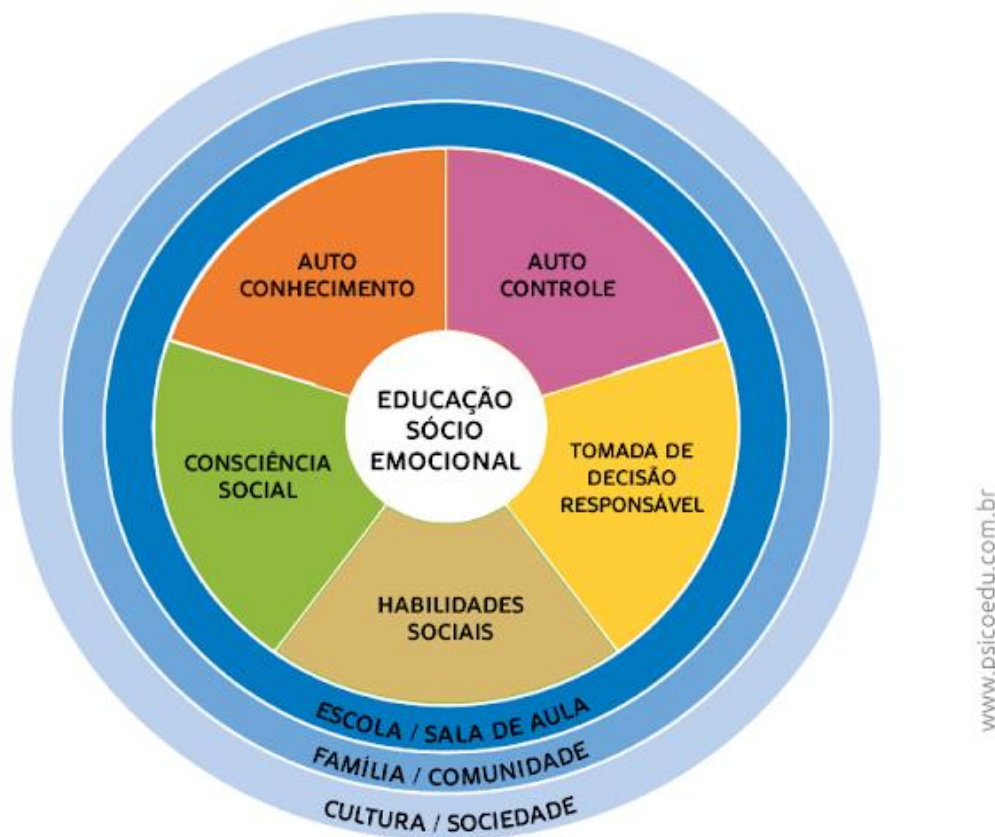 AUTO
CONHECIMENTO
AUTO
CONTROLE
EDUCAÇÃO
SÓCIO
EMOCIONAL
CONSCIÊNCIA
SOCIAL
TOMADA DE
DECISÃO
RESPONSÁVEL
HABILIDADES
SOCIAIS
ESCOLA / SALA DE AULA
FAMÍLIA / COMUNIDADE
CULTURA / SOCIEDADE
www.psicoedu.com.br